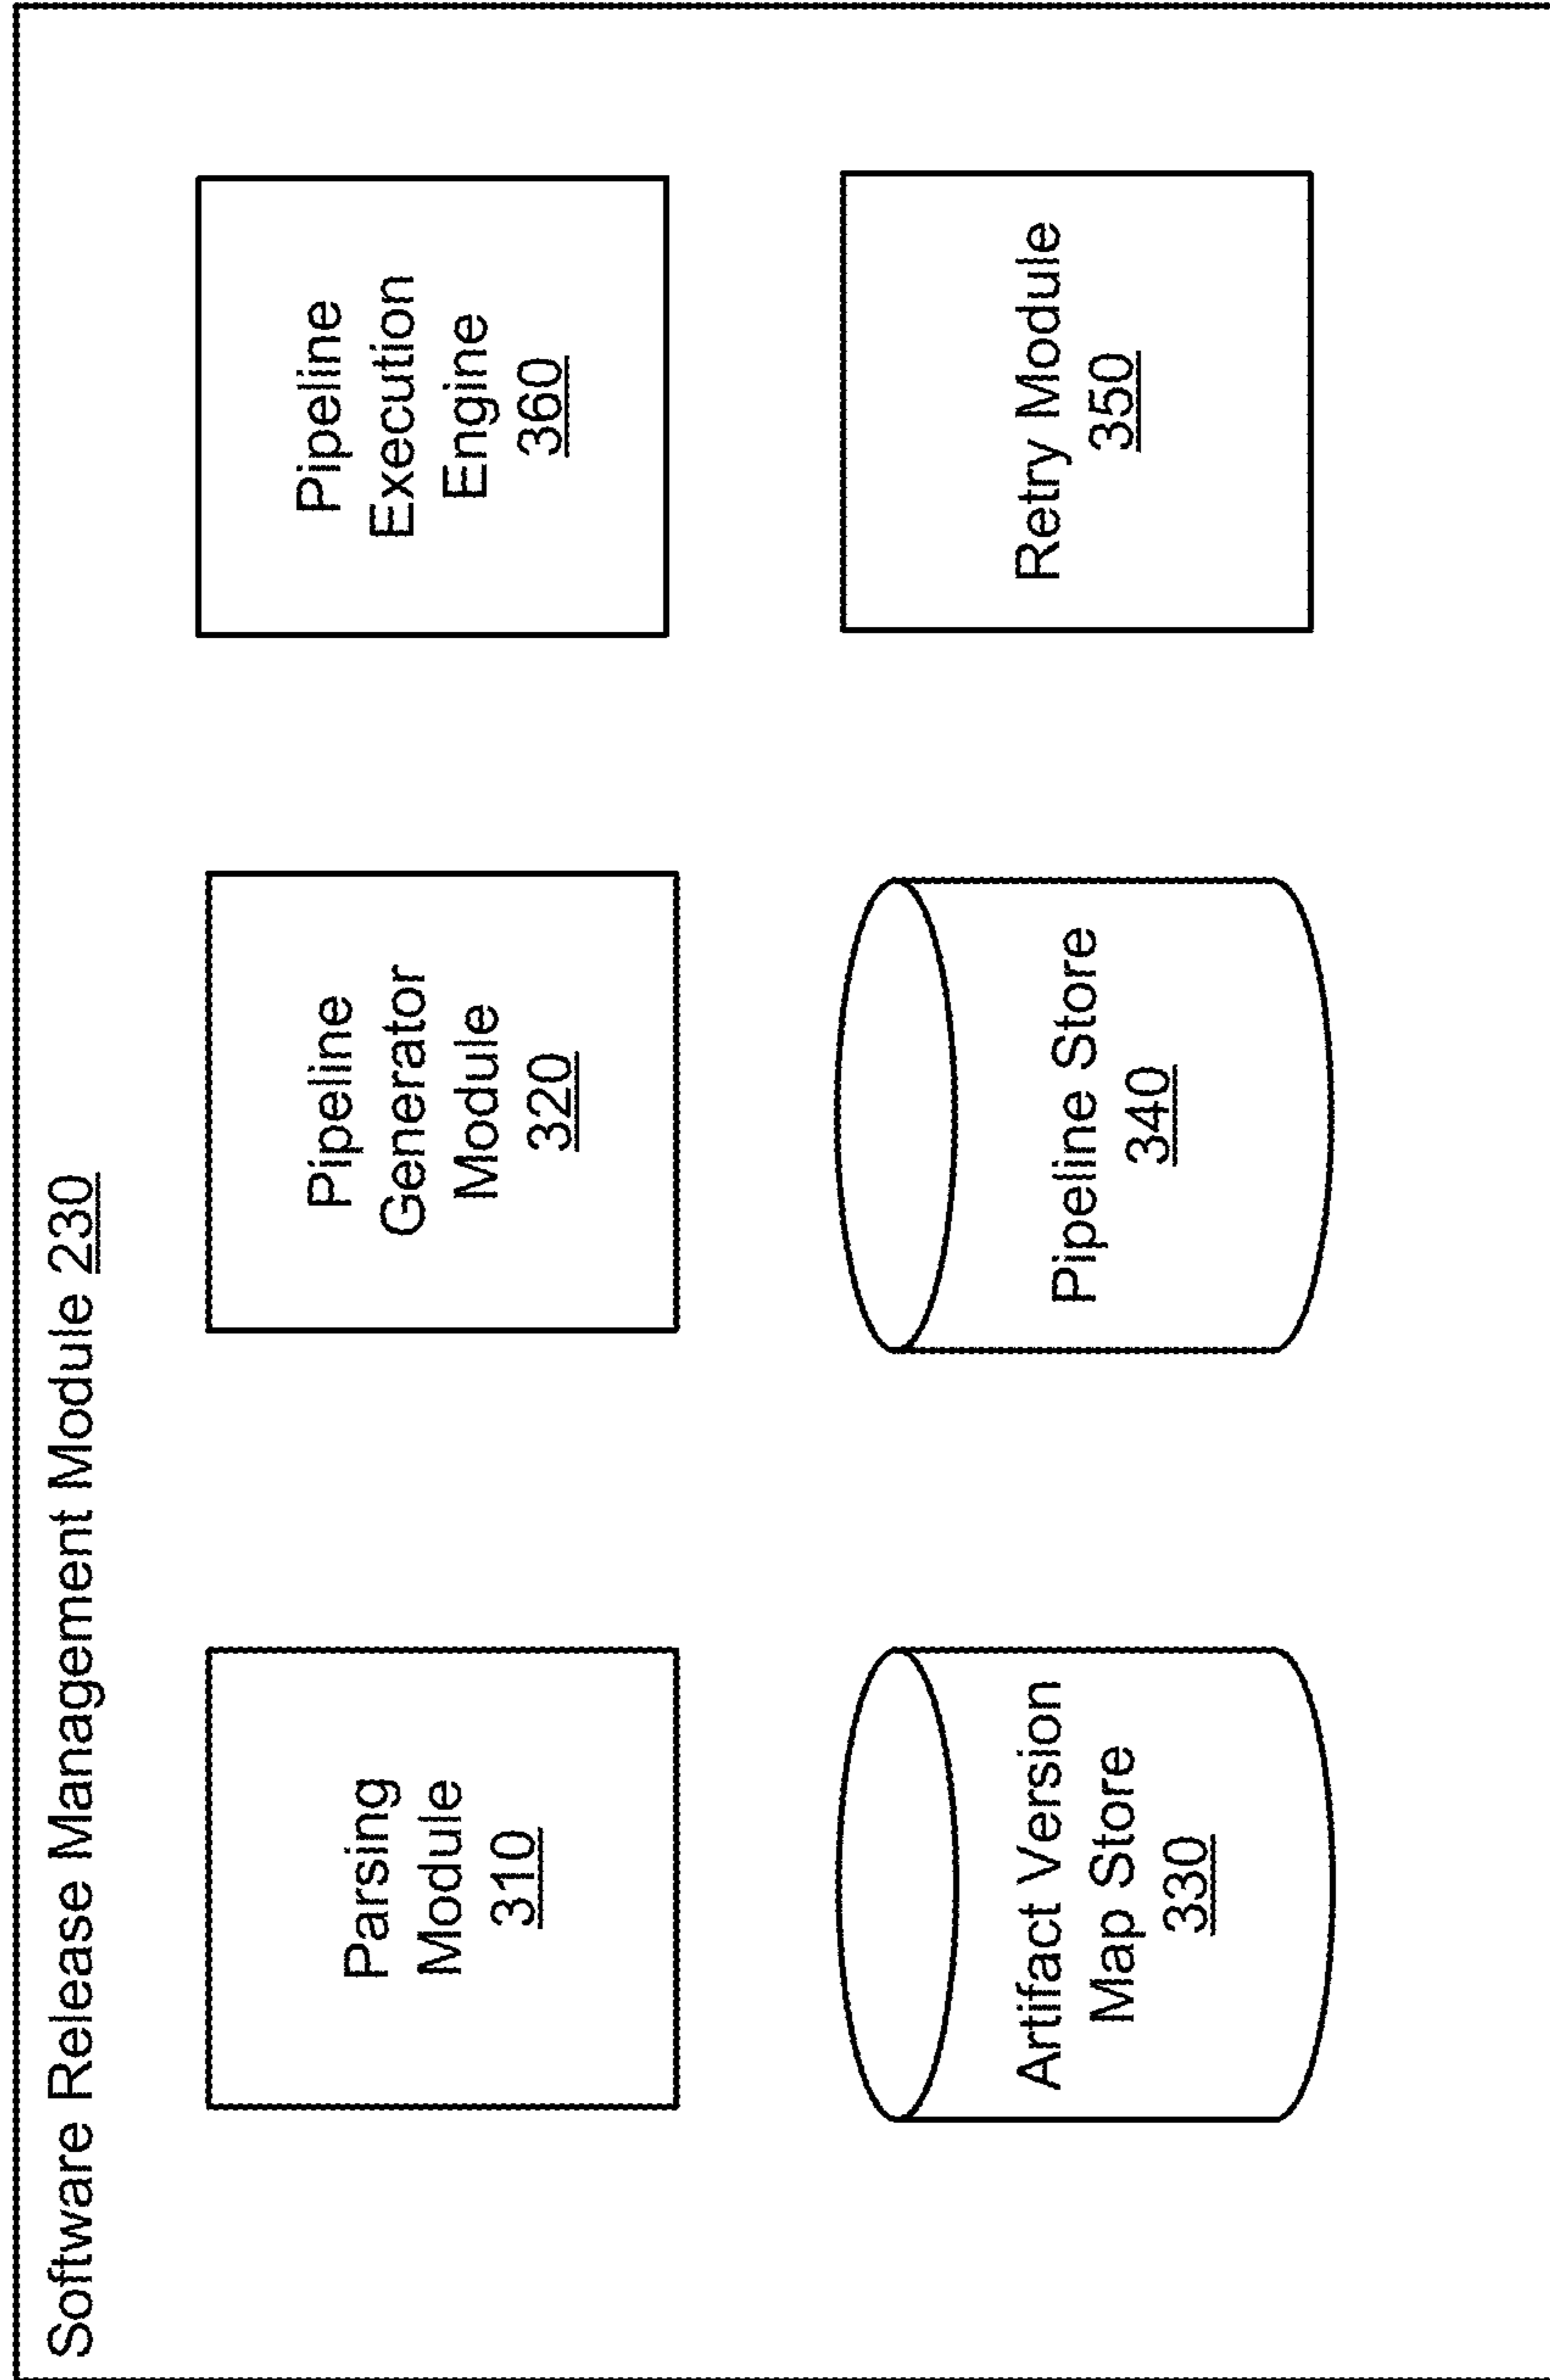 Software Release Management Module 230
Parsing
Module
310
Pipeline
Generator
Module
320
Pipeline
Execution
Engine
360
Artifact Version
Map Store
330
Pipeline Store
340
Retry Module
350